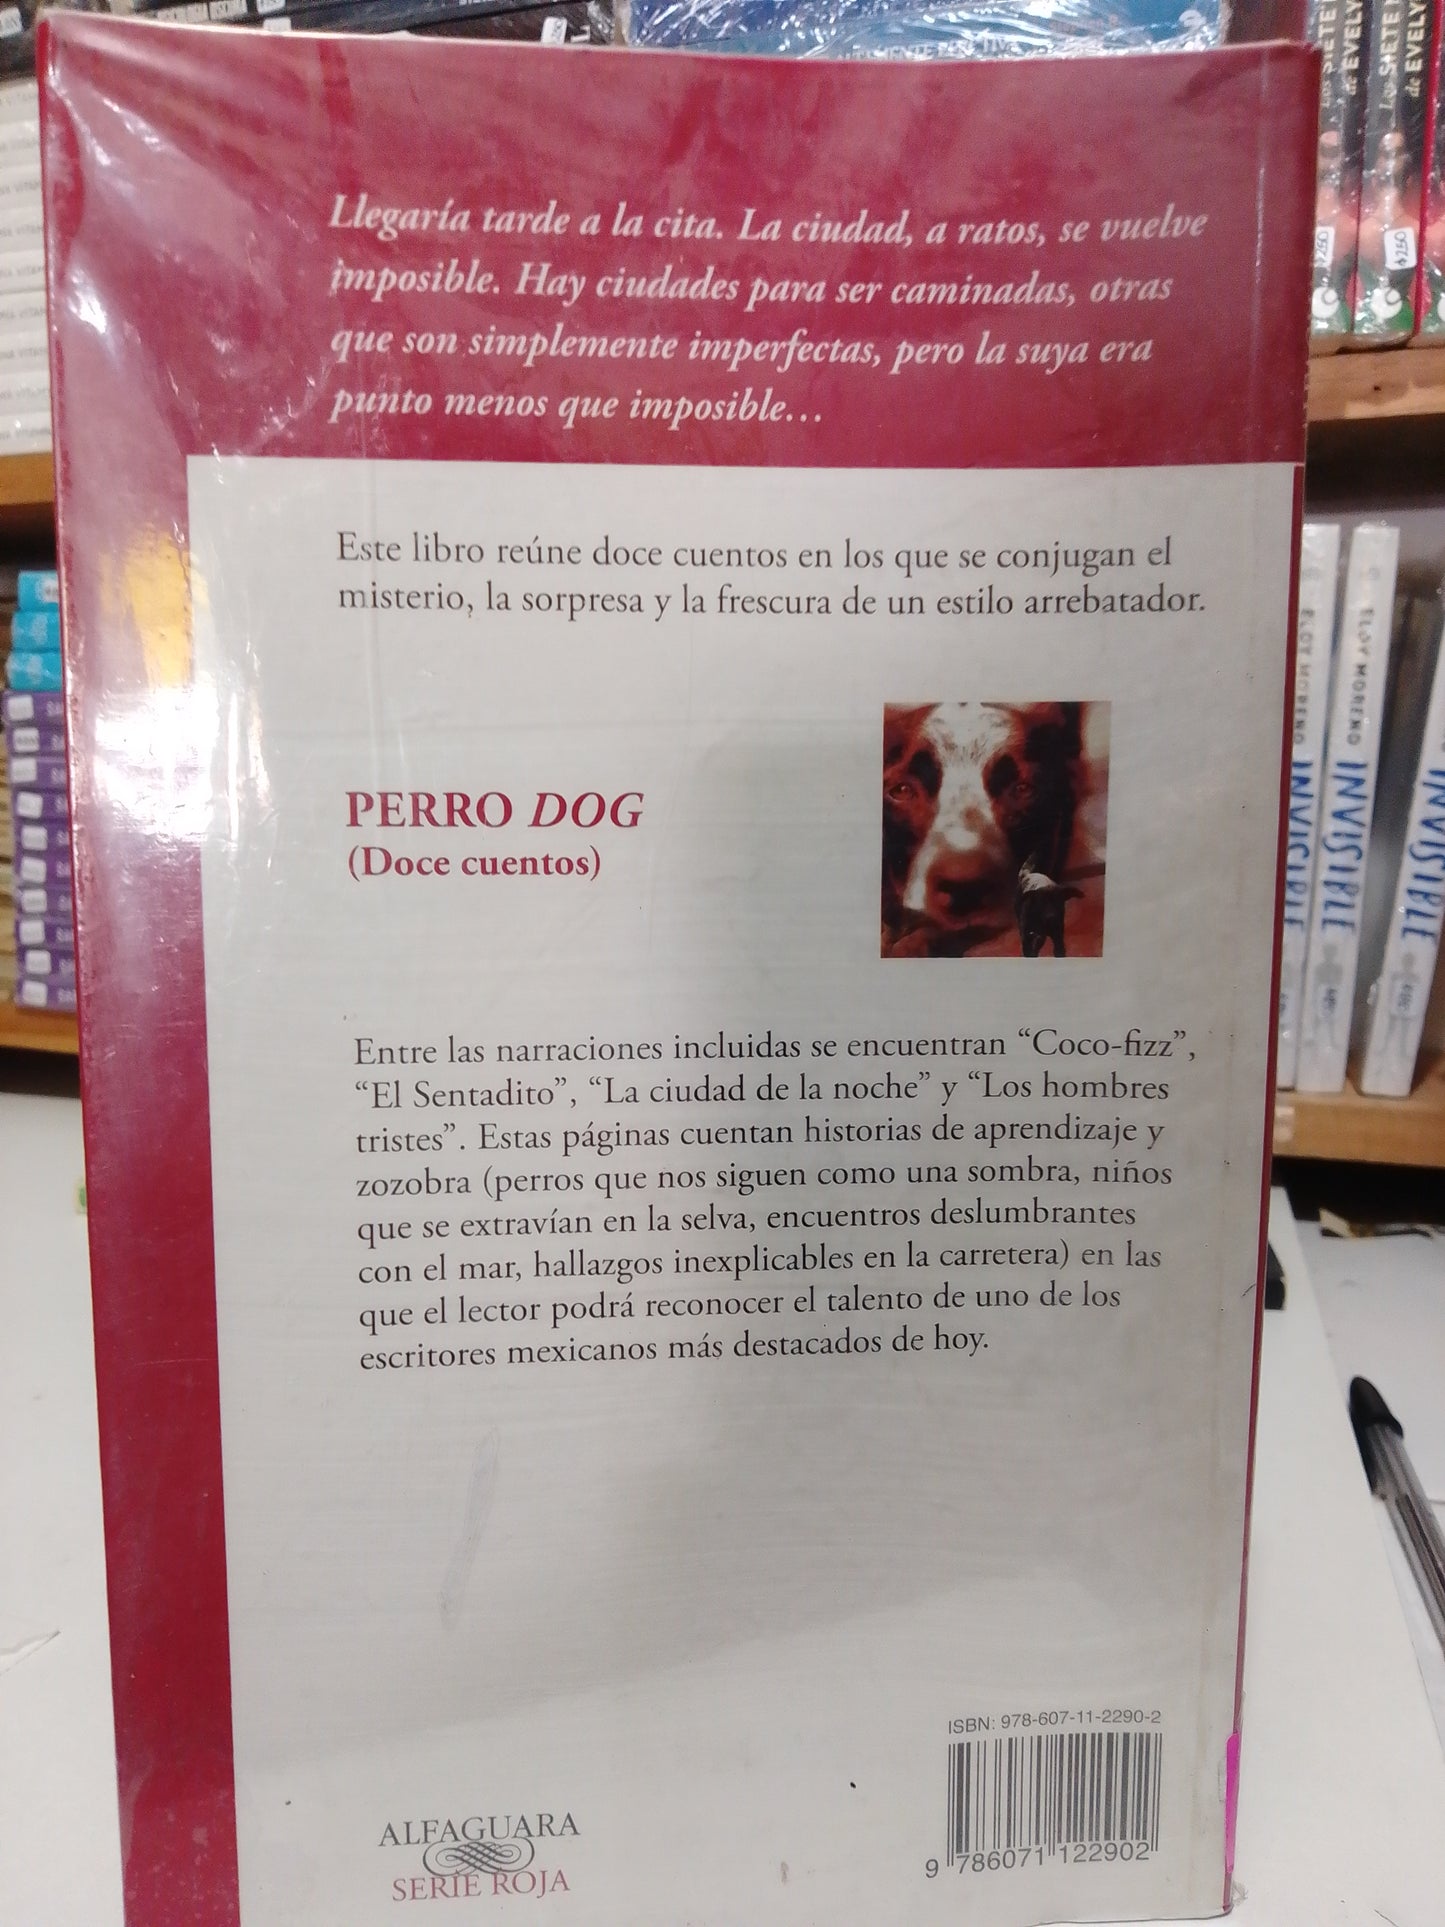 Llegaría tarde a la cita. La ciudad, a ratos, se vuelve
imposible. Hay ciudades para ser caminadas, otras
que son simplemente imperfectas, pero la suya era
punto menos que imposible...
Este libro reúne doce cuentos en los que se conjugan el
misterio, la sorpresa y la frescura de un estilo arrebatador.
PERRO DOG
(Doce cuentos)
Entre las narraciones incluidas se encuentran “Coco-fizz”,
“El Sentadito”, “La ciudad de la noche” y “Los hombres
tristes”. Estas páginas cuentan historias de aprendizaje y
zozobra (perros que nos siguen como una sombra, niños
que se extravían en la selva, encuentros deslumbrantes
con el mar, hallazgos inexplicables en la carretera) en las
que el lector podrá reconocer el talento de uno de los
escritores mexicanos más destacados de hoy.
ISBN: 978-607-11-2290-2
9 786071 122902
ALFAGUARA
SERIE ROJA
Los SIETE
de EVELY
$250
ELOY MORENO
INVISIBLE
ELOY MORENO
INVISIBLE
INVISIBLE